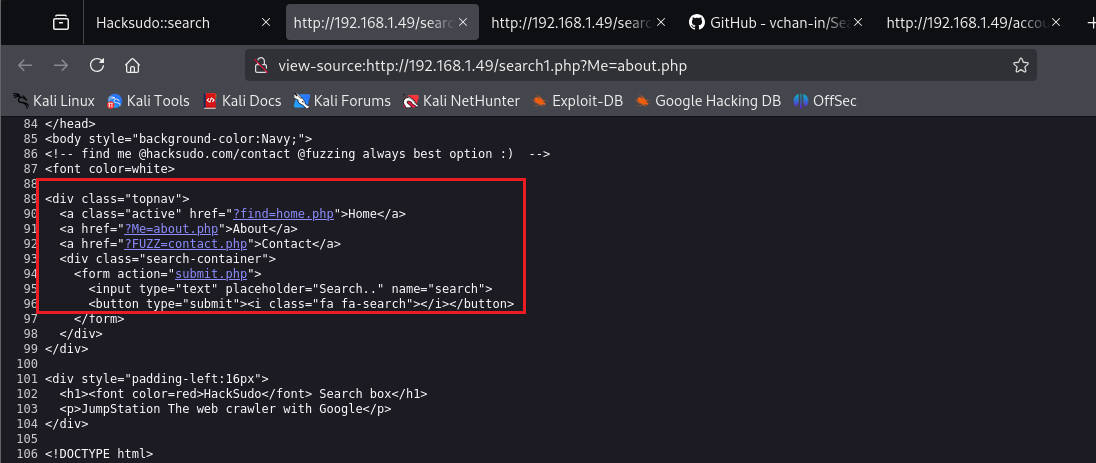 Hacksudo::search
http://192.168.1.49/searc
http://192.168.1.49/searc
GitHub - vchan-in/Sea
http://192.168.1.49/accou
view-source:http://192.168.1.49/search1.php?Me=about.php
Kali Linux
Kali Tools
Kali Docs
Kali Forums
Kali NetHunter
Exploit-DB
Google Hacking DB
OffSec
84 </head>
85 <body style="background-color:Navy;">
86 <!-- find me @hacksudo.com/contact @fuzzing always best option :)  -->
87 <font color=white>
88
89 <div class="topnav">
90   <a class="active" href="?find=home.php">Home</a>
91   <a href="?Me=about.php">About</a>
92   <a href="?FUZZ=contact.php">Contact</a>
93   <div class="search-container">
94     <form action="submit.php">
95       <input type="text" placeholder="Search.." name="search">
96       <button type="submit"><i class="fa fa-search"></i></button>
97     </form>
98   </div>
99 </div>
100
101 <div style="padding-left:16px">
102   <h1><font color=red>HackSudo</font> Search box</h1>
103   <p>JumpStation The web crawler with Google</p>
104 </div>
105
106 <!DOCTYPE html>